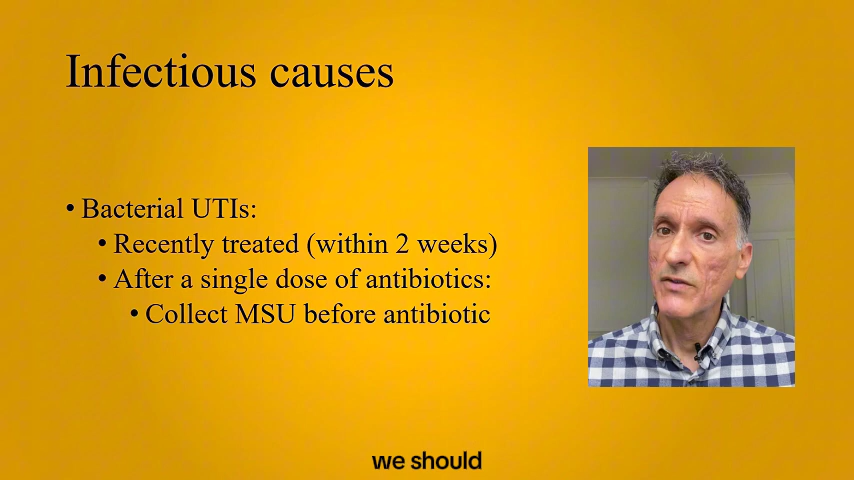 Infectious causes
• Bacterial UTIs:
• Recently treated (within 2 weeks)
• After a single dose of antibiotics:
• Collect MSU before antibiotic
we should